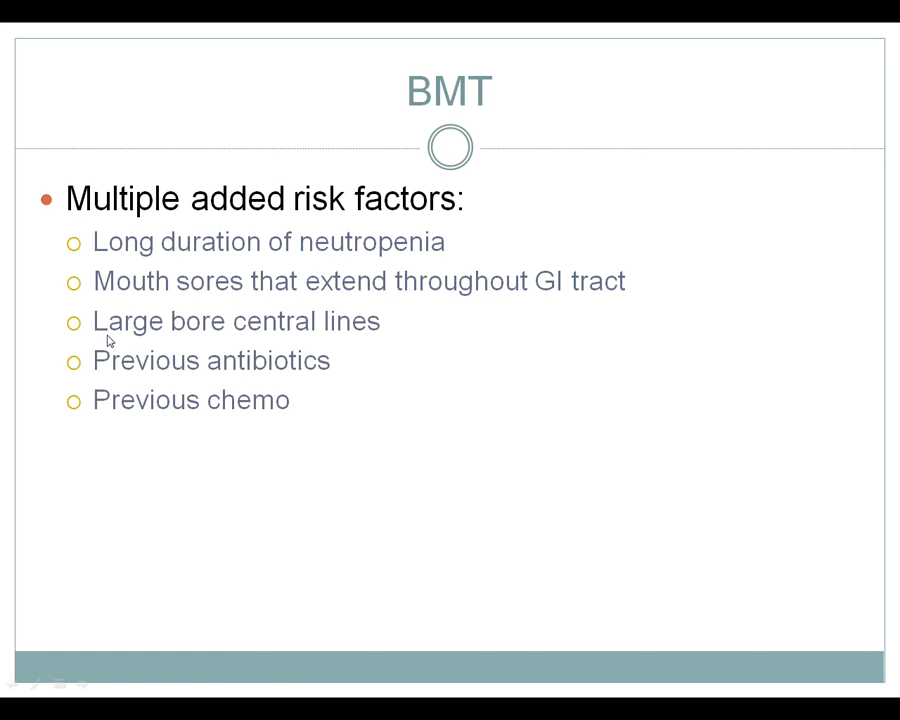 BMT
Multiple added risk factors:
Long duration of neutropenia
Mouth sores that extend throughout GI tract
Large bore central lines
Previous antibiotics
Previous chemo